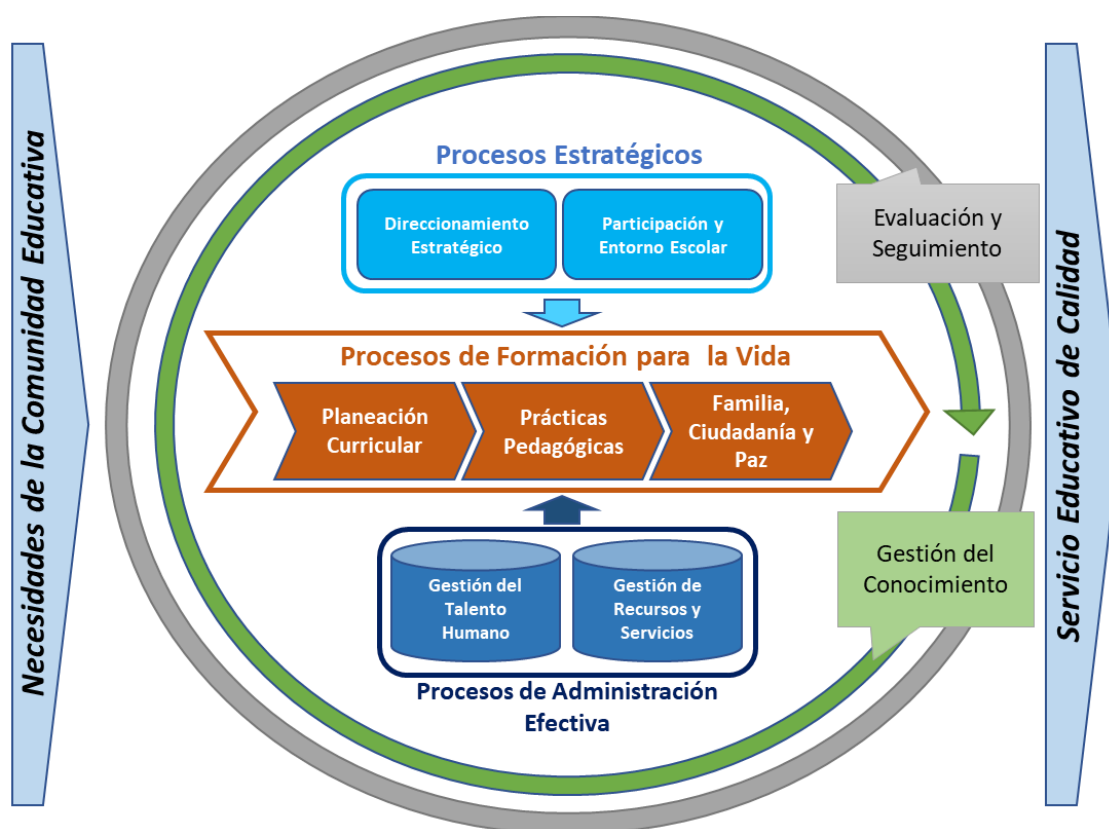 Necesidades de la Comunidad Educativa
Procesos Estratégicos
Direccionamiento
Estratégico
Participación y
Entorno Escolar
Evaluación y
Seguimiento
Procesos de Formación para la Vida
Planeación
Curricular
Prácticas
Pedagógicas
Familia,
Ciudadanía y
Paz
Gestión del
Talento
Humano
Gestión de
Recursos y
Servicios
Gestión del
Conocimiento
Procesos de Administración
Efectiva
Servicio Educativo de Calidad